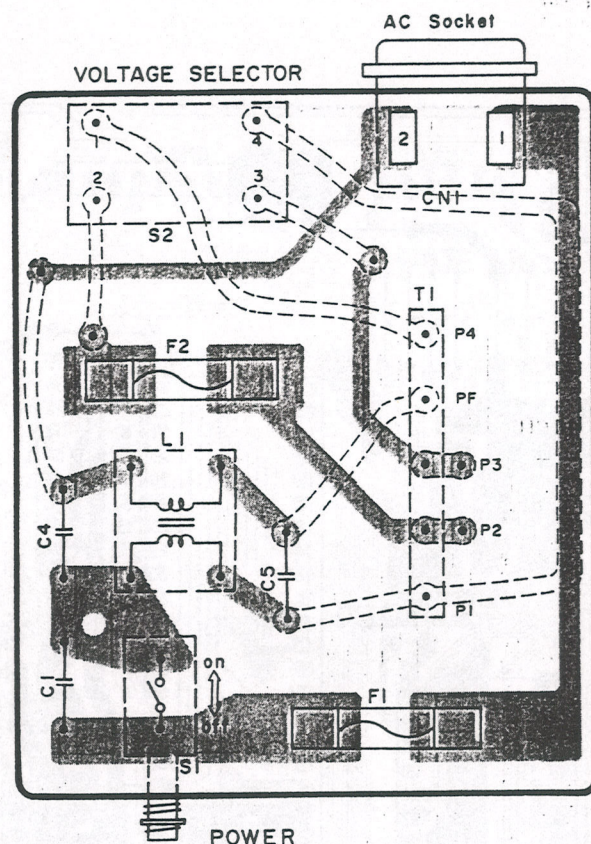 AC Socket
VOLTAGE SELECTOR
1
4
2
3
S2
2
1
CN1
T1
P4
F2
PF
L1
P3
C4
P2
C5
P1
C1
on
off
F1
S1
POWER